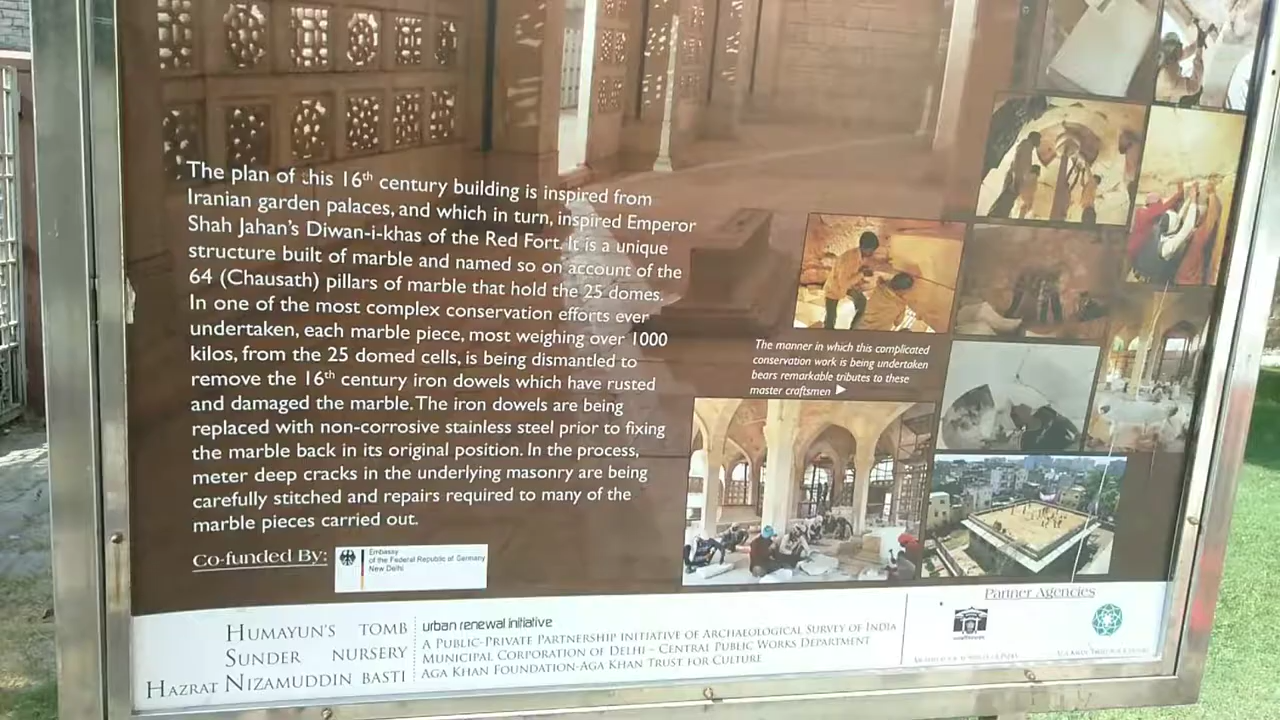 The plan of this 16th century building is inspired from
Iranian garden palaces, and which in turn, inspired Emperor
Shah Jahan's Diwan-i-khas of the Red Fort. It is a unique
structure built of marble and named so on account of the
64 (Chausath) pillars of marble that hold the 25 domes.
In one of the most complex conservation efforts ever
undertaken, each marble piece, most weighing over 1000
kilos, from the 25 domed cells, is being dismantled to
remove the 16th century iron dowels which have rusted
and damaged the marble. The iron dowels are being
replaced with non-corrosive stainless steel prior to fixing
the marble back in its original position. In the process,
meter deep cracks in the underlying masonry are being
carefully stitched and repairs required to many of the
marble pieces carried out.
The manner in which this complicated
conservation work is being undertaken
bears remarkable tributes to these
master craftsmen ▶
Co-funded By:
Embassy
of the Federal Republic of Germany
New Delhi
HUMAYUN'S TOMB
SUNDER NURSERY
HAZRAT NIZAMUDDIN BASTI
urban renewal initiative
A PUBLIC-PRIVATE PARTNERSHIP INITIATIVE OF ARCHAEOLOGICAL SURVEY OF INDIA
MUNICIPAL CORPORATION OF DELHI - CENTRAL PUBLIC WORKS DEPARTMENT
AGA KHAN FOUNDATION-AGA KHAN TRUST FOR CULTURE
Partner Agencies